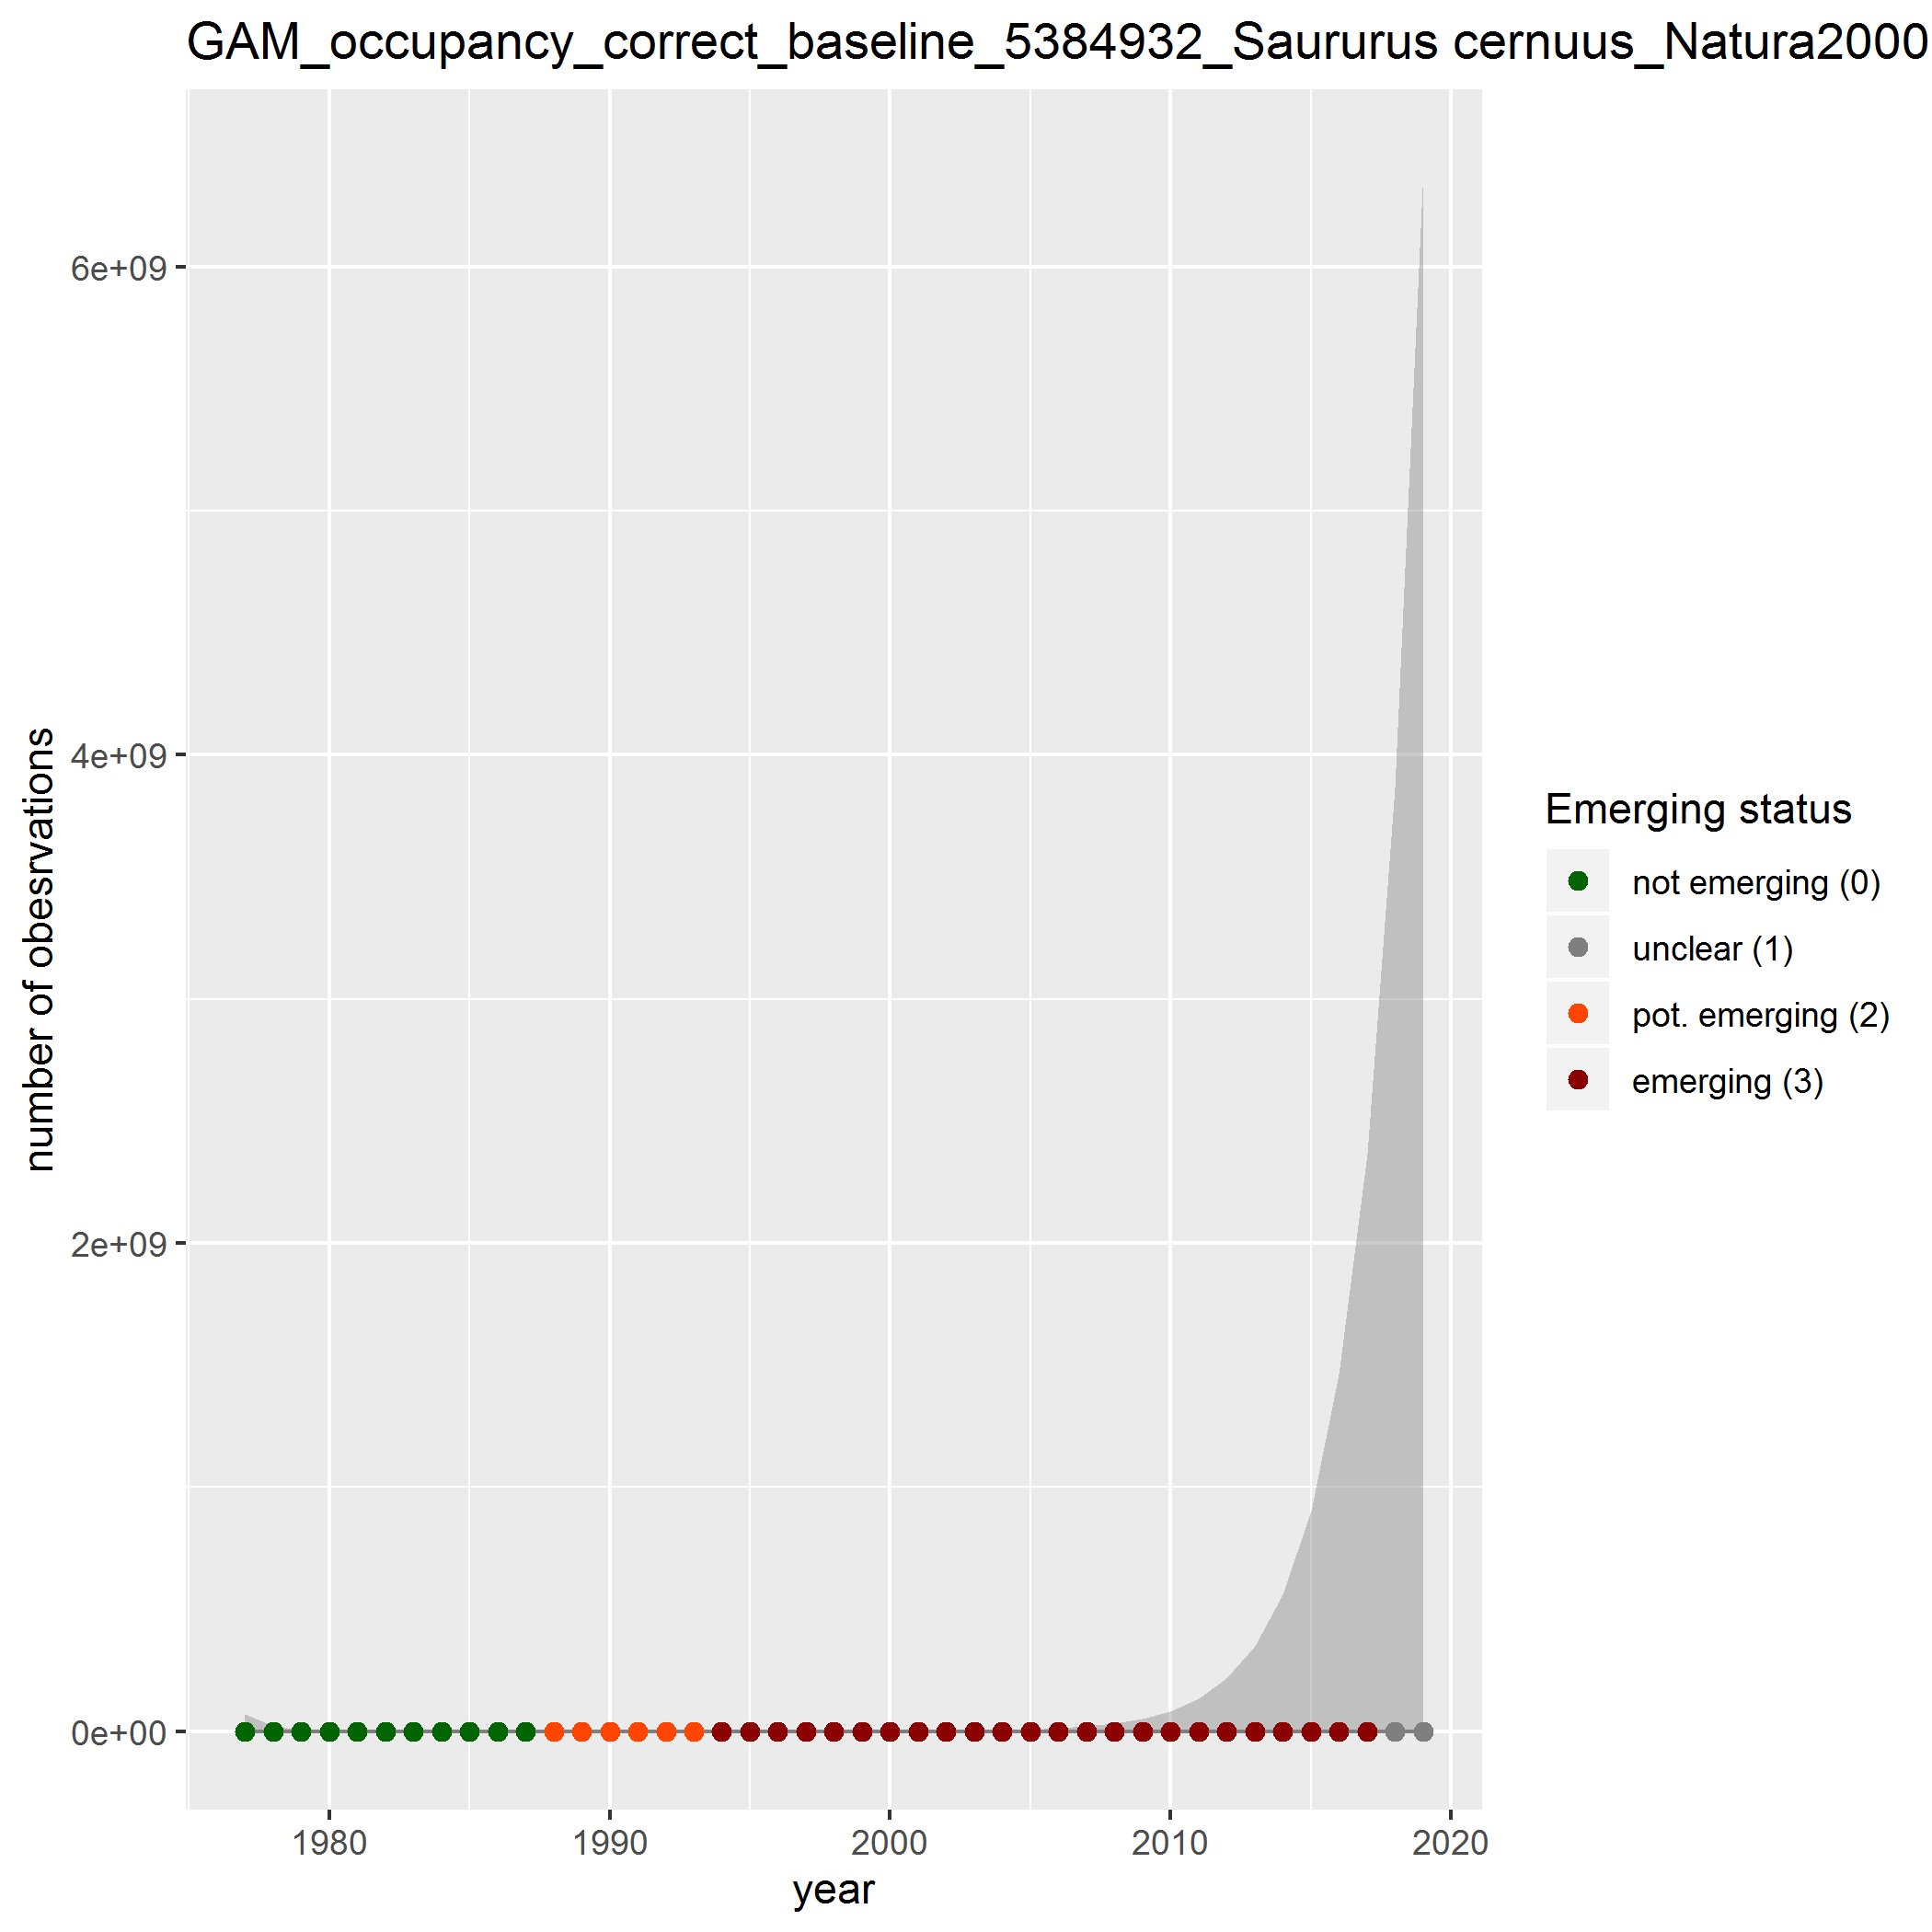 GAM_occupancy_correct_baseline_5384932_Saururus cernuus_Natura2000
number of obesrvations
6e+09
4e+09
2e+09
0e+00
1980
1990
2000
2010
2020
year
Emerging status
not emerging (0)
unclear (1)
pot. emerging (2)
emerging (3)